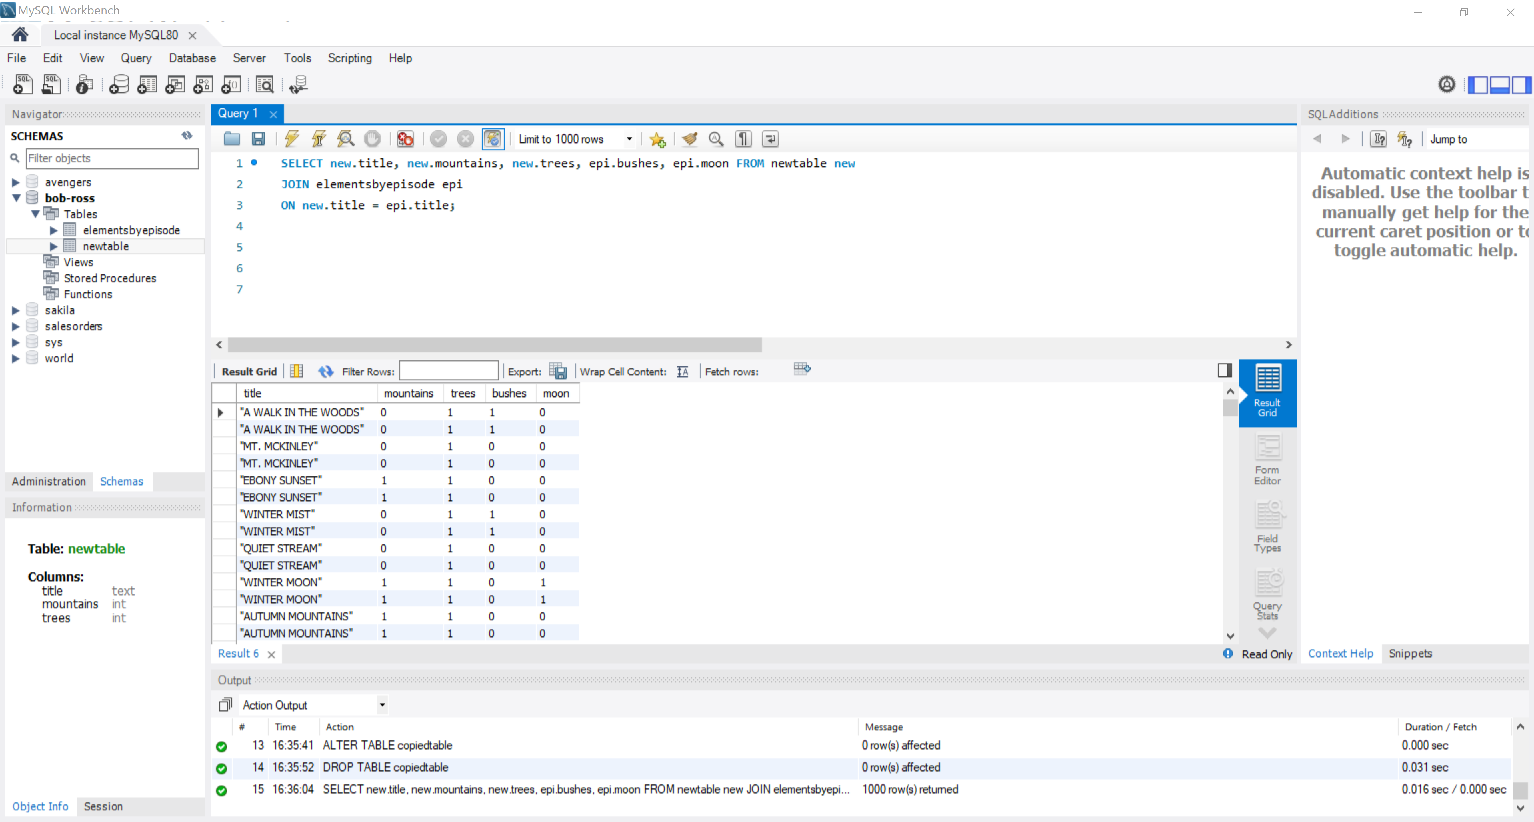 MySQL Workbench
Local instance MySQL80
File Edit View Query Database Server Tools Scripting Help
Navigator
SCHEMAS
Filter objects
avengers
bob-ross
Tables
elementsbyepisode
newtable
Views
Stored Procedures
Functions
sakila
salesorders
sys
world
Administration Schemas
Information
Table: newtable
Columns:
title text
mountains int
trees int
Object Info Session
Query 1
Limit to 1000 rows
1 SELECT new.title, new.mountains, new.trees, epi.bushes, epi.moon FROM newtable new
2 JOIN elementsbyepisode epi
3 ON new.title = epi.title;
4
5
6
7
Result Grid Filter Rows: Export: Wrap Cell Content: Fetch rows:
title mountains trees bushes moon
"A WALK IN THE WOODS" 0 1 1 0
"A WALK IN THE WOODS" 0 1 1 0
"MT. MCKINLEY" 0 1 0 0
"MT. MCKINLEY" 0 1 0 0
"EBONY SUNSET" 1 1 0 0
"EBONY SUNSET" 1 1 0 0
"WINTER MIST" 0 1 1 0
"WINTER MIST" 0 1 1 0
"QUIET STREAM" 0 1 0 0
"QUIET STREAM" 0 1 0 0
"WINTER MOON" 1 1 0 1
"WINTER MOON" 1 1 0 1
"AUTUMN MOUNTAINS" 1 1 0 0
"AUTUMN MOUNTAINS" 1 1 0 0
Result Grid
Form Editor
Field Types
Query Stats
Result 6
Read Only
SQLAdditions
Jump to
Automatic context help is
disabled. Use the toolbar t
manually get help for the
current caret position or to
toggle automatic help.
Context Help Snippets
Output
Action Output
# Time Action Message Duration / Fetch
13 16:35:41 ALTER TABLE copiedtable 0 row(s) affected 0.000 sec
14 16:35:52 DROP TABLE copiedtable 0 row(s) affected 0.031 sec
15 16:36:04 SELECT new.title, new.mountains, new.trees, epi.bushes, epi.moon FROM newtable new JOIN elementsbyepi... 1000 row(s) returned 0.016 sec / 0.000 sec